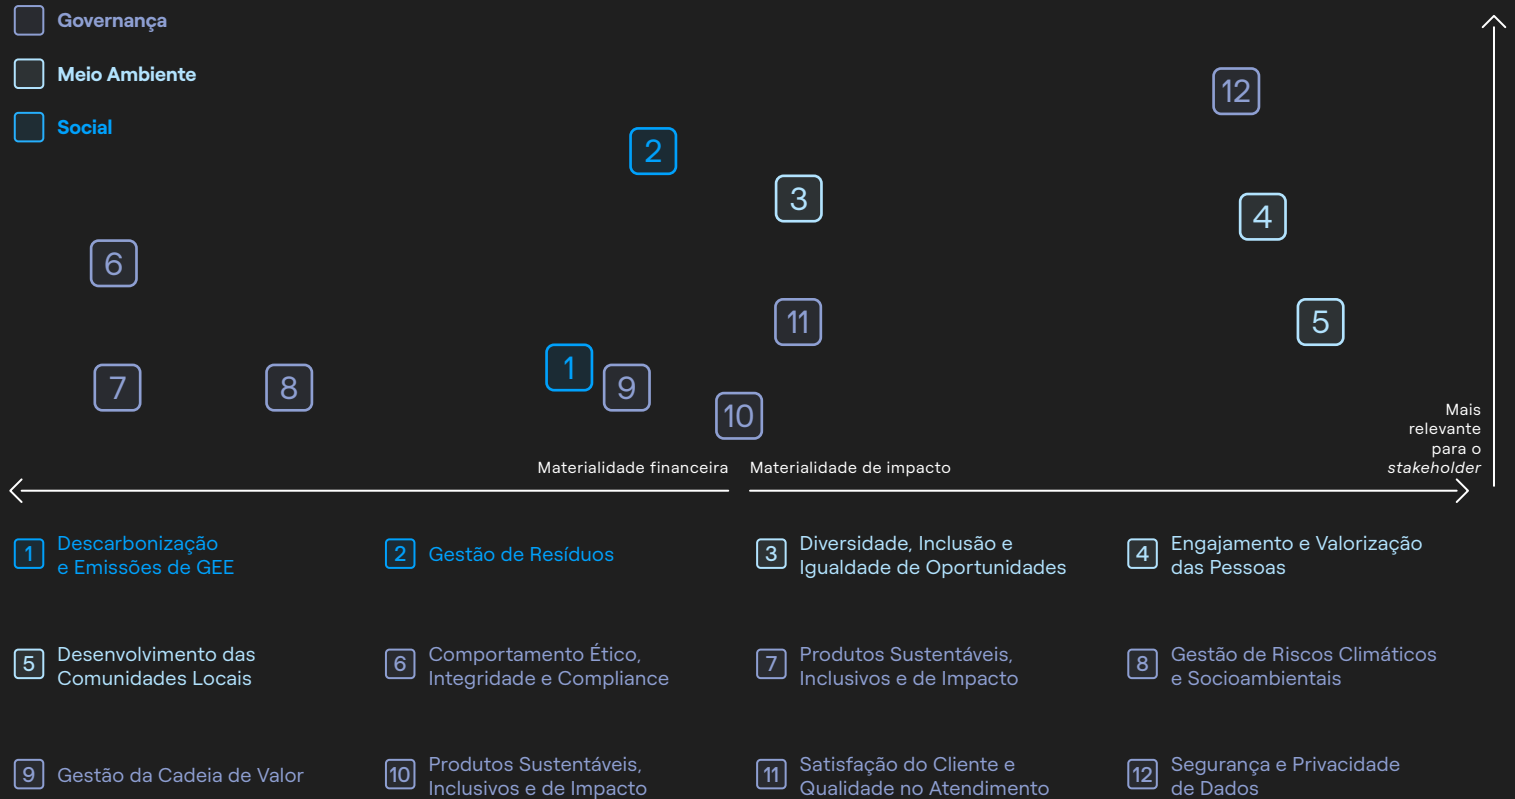 Governança
Meio Ambiente
Social
12
2
3
4
6
11
5
1
7
8
9
10
Mais
relevante
para o
stakeholder
Materialidade financeira
Materialidade de impacto
1
Descarbonização
e Emissões de GEE
2
Gestão de Resíduos
3
Diversidade, Inclusão e
Igualdade de Oportunidades
4
Engajamento e Valorização
das Pessoas
5
Desenvolvimento das
Comunidades Locais
6
Comportamento Ético,
Integridade e Compliance
7
Produtos Sustentáveis,
Inclusivos e de Impacto
8
Gestão de Riscos Climáticos
e Socioambientais
9
Gestão da Cadeia de Valor
10
Produtos Sustentáveis,
Inclusivos e de Impacto
11
Satisfação do Cliente e
Qualidade no Atendimento
12
Segurança e Privacidade
de Dados